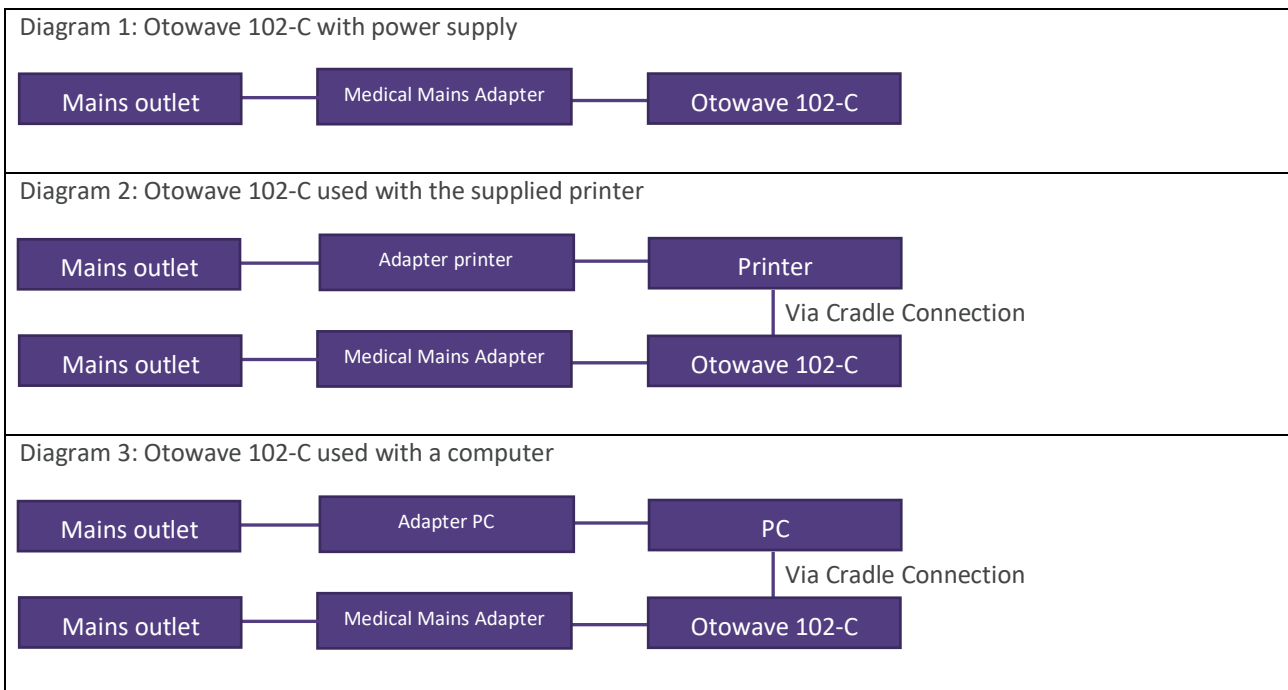 Diagram 1: Otowave 102-C with power supply
Mains outlet
Medical Mains Adapter
Otowave 102-C
Diagram 2: Otowave 102-C used with the supplied printer
Mains outlet
Adapter printer
Printer
Via Cradle Connection
Mains outlet
Medical Mains Adapter
Otowave 102-C
Diagram 3: Otowave 102-C used with a computer
Mains outlet
Adapter PC
PC
Via Cradle Connection
Mains outlet
Medical Mains Adapter
Otowave 102-C